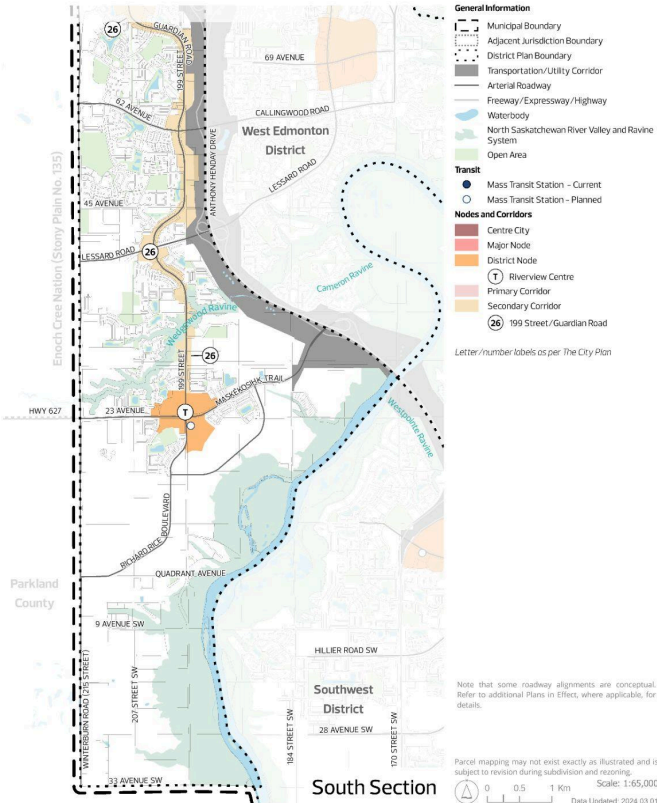 26
GUARDIAN ROAD
199 STREET
69 AVENUE
62 AVENUE
CALLINGWOOD ROAD
West Edmonton
District
ANTHONY HENDAY DRIVE
LESSARD ROAD
Enoch Cree Nation (Stony Plain No. 135)
45 AVENUE
LESSARD ROAD
26
Cameron Ravine
Wedgewood Ravine
199 STREET
26
MASKÊKOSIHK TRAIL
HWY 627
23 AVENUE
T
Westpointe Ravine
RICHARD RICE BOULEVARD
QUADRANT AVENUE
Parkland
County
9 AVENUE SW
HILLIER ROAD SW
WINTERBURN ROAD (215 STREET)
207 STREET SW
Southwest
District
184 STREET SW
28 AVENUE SW
170 STREET SW
33 AVENUE SW
South Section
General Information
Municipal Boundary
Adjacent Jurisdiction Boundary
District Plan Boundary
Transportation/Utility Corridor
Arterial Roadway
Freeway/Expressway/Highway
Waterbody
North Saskatchewan River Valley and Ravine
System
Open Area
Transit
Mass Transit Station - Current
Mass Transit Station - Planned
Nodes and Corridors
Centre City
Major Node
District Node
T Riverview Centre
Primary Corridor
Secondary Corridor
26 199 Street/Guardian Road
Letter/number labels as per The City Plan
Note that some roadway alignments are conceptual.
Refer to additional Plans in Effect, where applicable, for
details.
Parcel mapping may not exist exactly as illustrated and is
subject to revision during subdivision and rezoning.
0 0.5 1 Km
Scale: 1:65,000
Data Updated: 2024.03.01